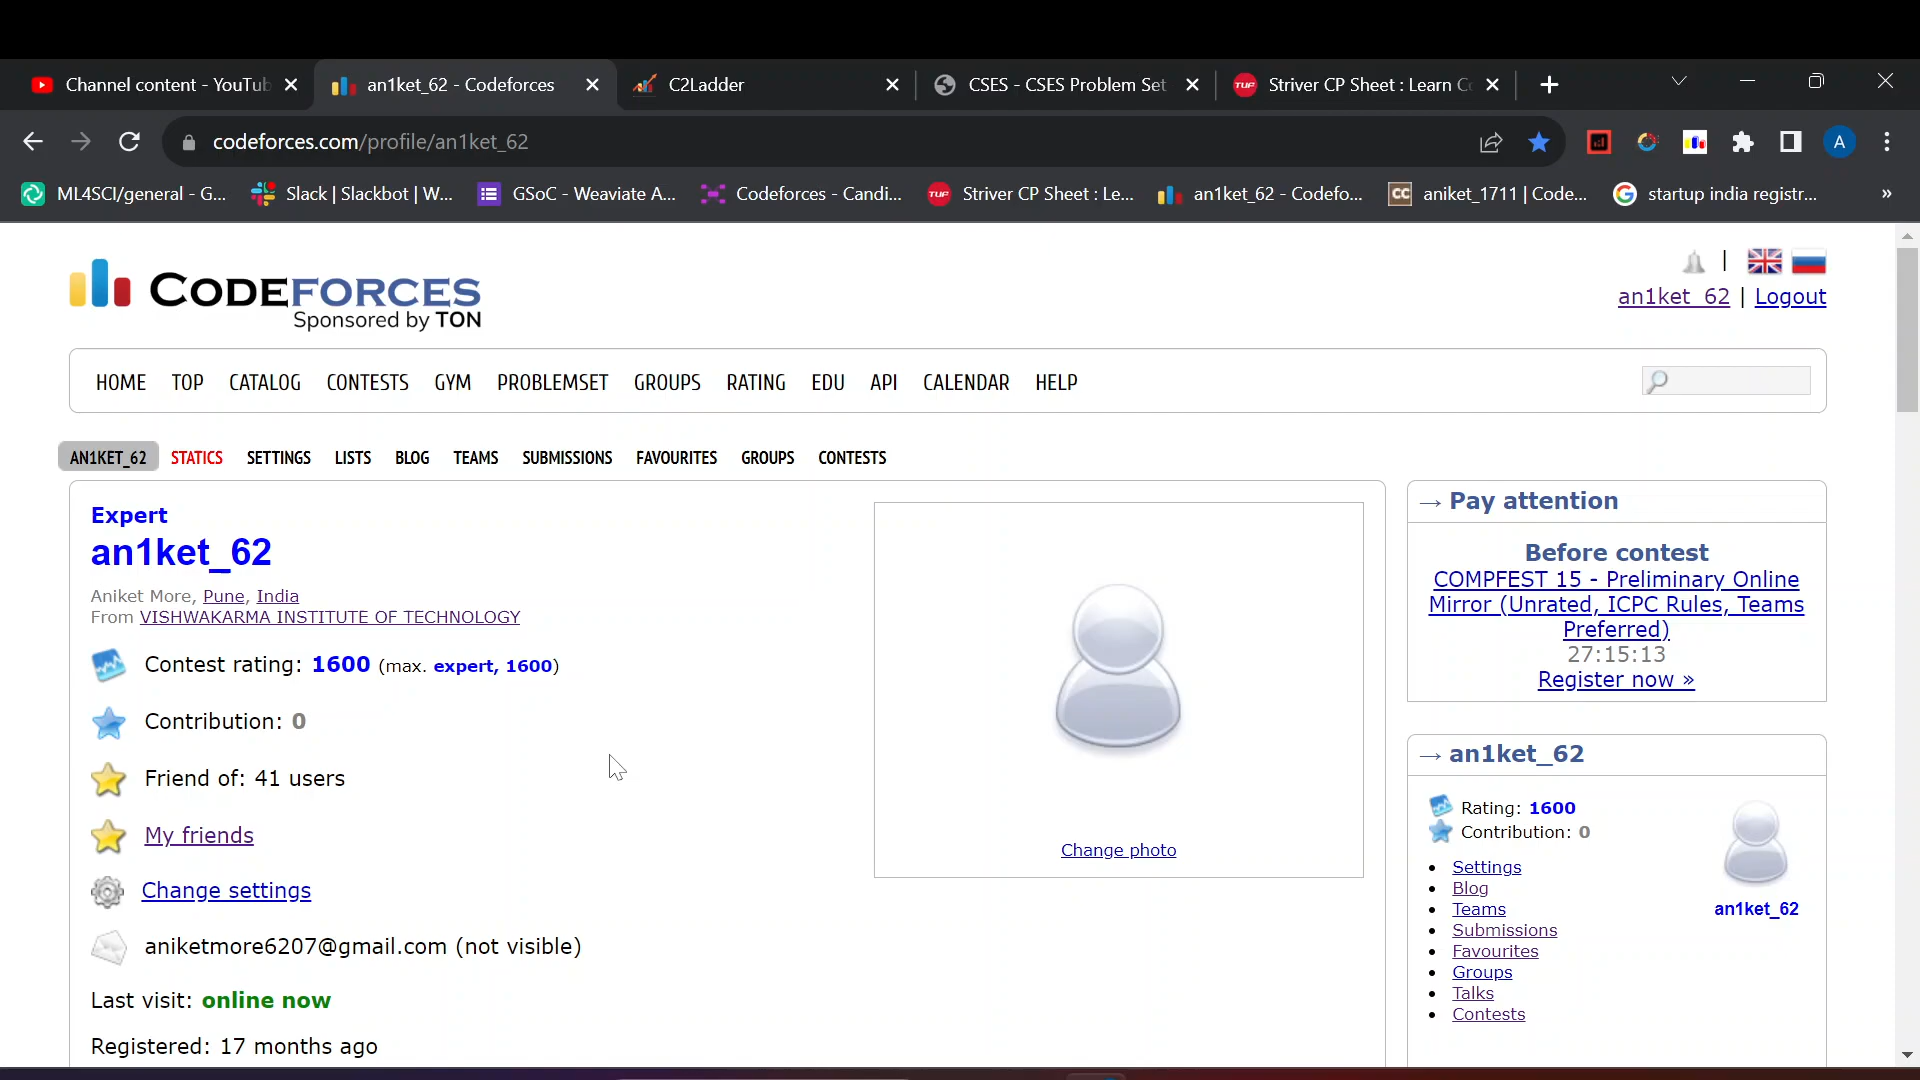 Channel content - YouTub
an1ket_62 - Codeforces
C2Ladder
CSES - CSES Problem Set
TUF
Striver CP Sheet : Learn C
codeforces.com/profile/an1ket_62
A
ML4SCI/general - G...
Slack | Slackbot | W...
GSoC - Weaviate A...
Codeforces - Candi...
TUF
Striver CP Sheet : Le...
an1ket_62 - Codefo...
CC
aniket_1711 | Code...
startup india registr...
»
CODEFORCES
Sponsored by TON
|
an1ket_62 | Logout
HOME TOP CATALOG CONTESTS GYM PROBLEMSET GROUPS RATING EDU API CALENDAR HELP
AN1KET_62 STATICS SETTINGS LISTS BLOG TEAMS SUBMISSIONS FAVOURITES GROUPS CONTESTS
Expert
an1ket_62
Aniket More, Pune, India
From VISHWAKARMA INSTITUTE OF TECHNOLOGY
Contest rating: 1600 (max. expert, 1600)
Contribution: 0
Friend of: 41 users
My friends
Change settings
aniketmore6207@gmail.com (not visible)
Last visit: online now
Registered: 17 months ago
Change photo
→ Pay attention
Before contest
COMPFEST 15 - Preliminary Online
Mirror (Unrated, ICPC Rules, Teams
Preferred)
27:15:13
Register now »
→ an1ket_62
Rating: 1600
Contribution: 0
Settings
Blog
Teams
Submissions
Favourites
Groups
Talks
Contests
an1ket_62